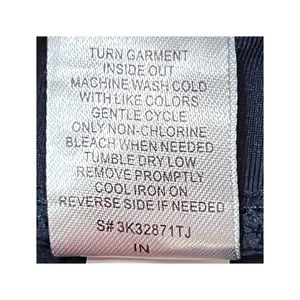 TURN GARMENT
INSIDE OUT
MACHINE WASH COLD
WITH LIKE COLORS
GENTLE CYCLE
ONLY NON-CHLORINE
BLEACH WHEN NEEDED
TUMBLE DRY LOW
REMOVE PROMPTLY
COOL IRON ON
REVERSE SIDE IF NEEDED
S# 3K32871TJ
IN